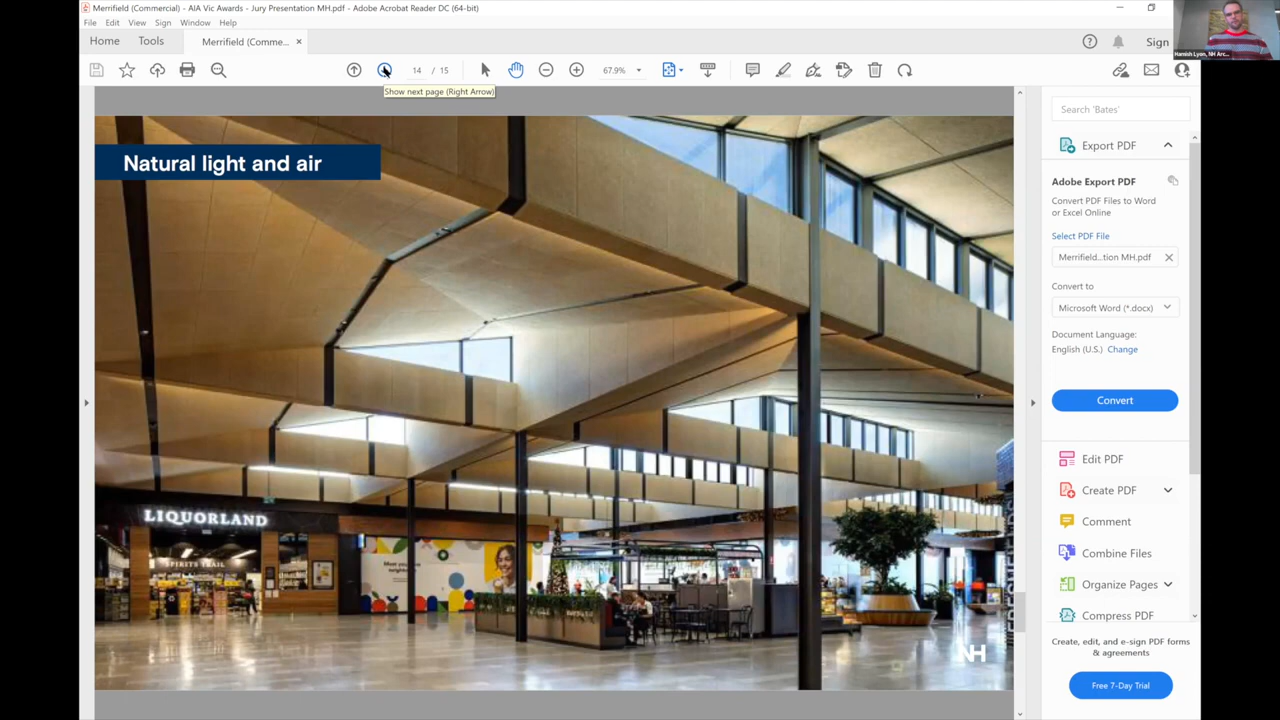 Merrifield (Commercial) - AIA Vic Awards - Jury Presentation MH.pdf - Adobe Acrobat Reader DC (64-bit)
File Edit View Sign Window Help
Home Tools Merrifield (Comme... ×
Sign
Hamish Lyon, NH Arc...
14 / 15
67.9%
Show next page (Right Arrow)
Search 'Bates'
Natural light and air
Export PDF
Adobe Export PDF
Convert PDF Files to Word
or Excel Online
Select PDF File
Merrifield...tion MH.pdf
Convert to
Microsoft Word (*.docx)
Document Language:
English (U.S.) Change
Convert
Edit PDF
Create PDF
Comment
Combine Files
Organize Pages
Compress PDF
Create, edit, and e-sign PDF forms
& agreements
Free 7-Day Trial
LIQUORLAND
SPIRITS TRAIL
NH